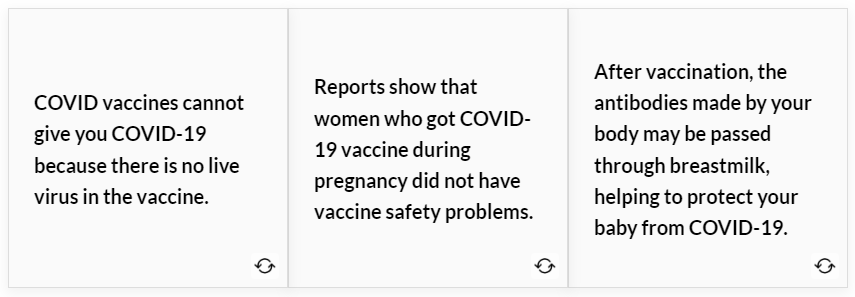 COVID vaccines cannot
give you COVID-19
because there is no live
virus in the vaccine.
Reports show that
women who got COVID-
19 vaccine during
pregnancy did not have
vaccine safety problems.
After vaccination, the
antibodies made by your
body may be passed
through breastmilk,
helping to protect your
baby from COVID-19.